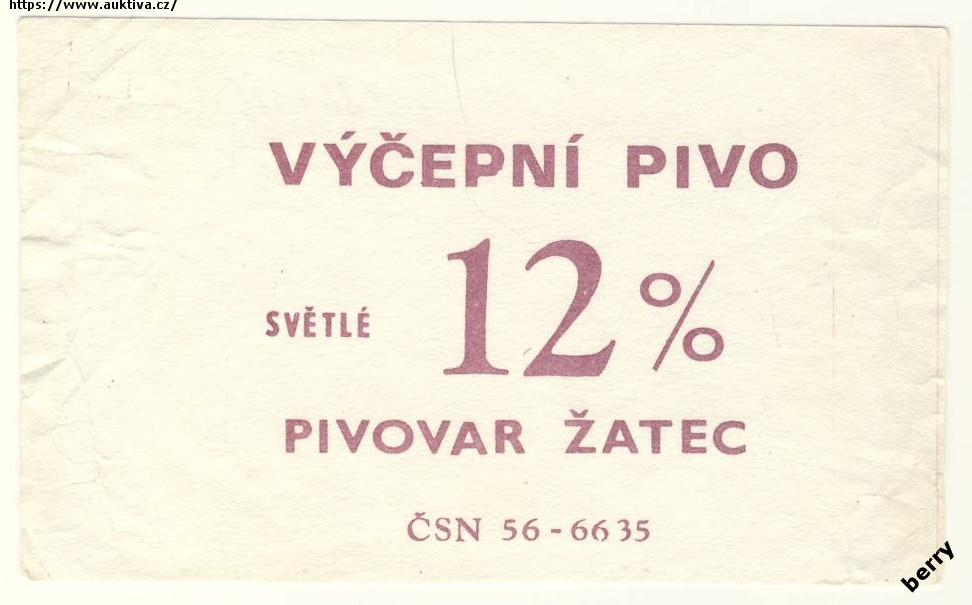 https://www.auktiva.cz/
VÝČEPNÍ PIVO
SVĚTLÉ 12%
PIVOVAR ŽATEC
ČSN 56-6635
berry